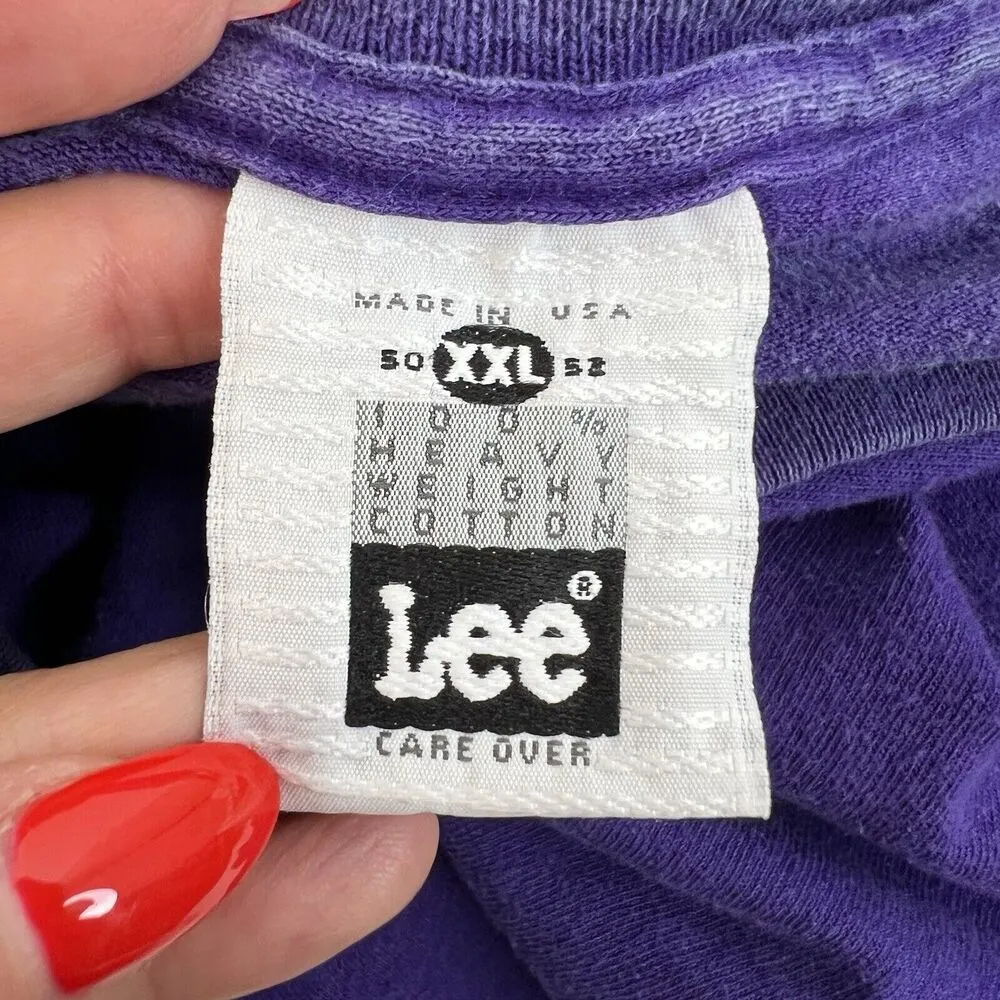 MADE IN USA
50 XXL 52
100%
HEAVY
WEIGHT
COTTON
Lee®
CARE OVER